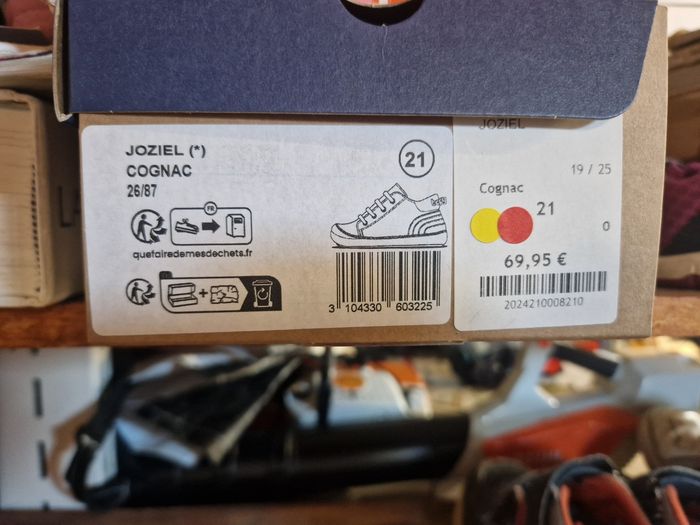 JOZIEL (*)
COGNAC
26/87
21
FR
quefairedemesdechets.fr
3 104330 603225
JOZIEL
19 / 25
Cognac
21
0
69,95 €
2024210008210